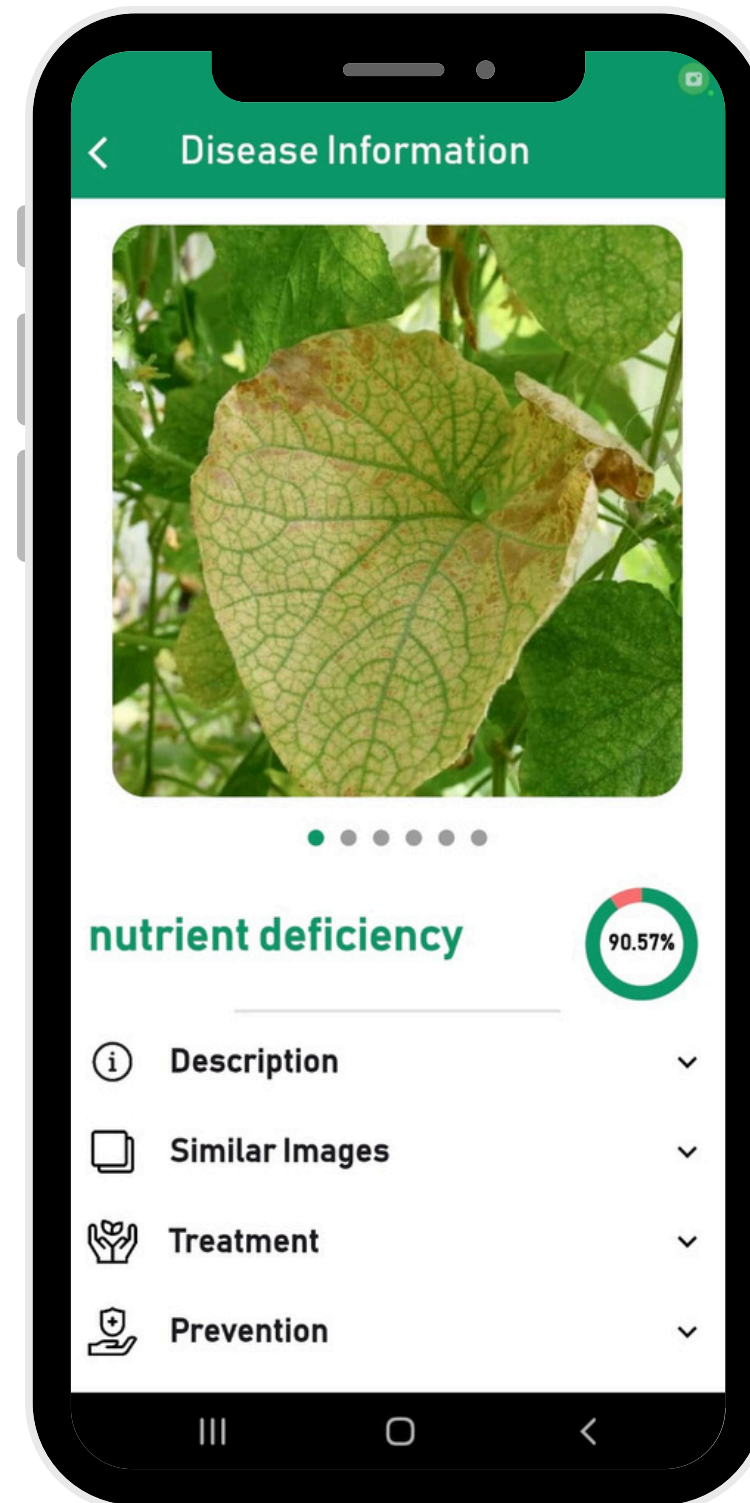 Disease Information
nutrient deficiency
90.57%
Description
Similar Images
Treatment
Prevention